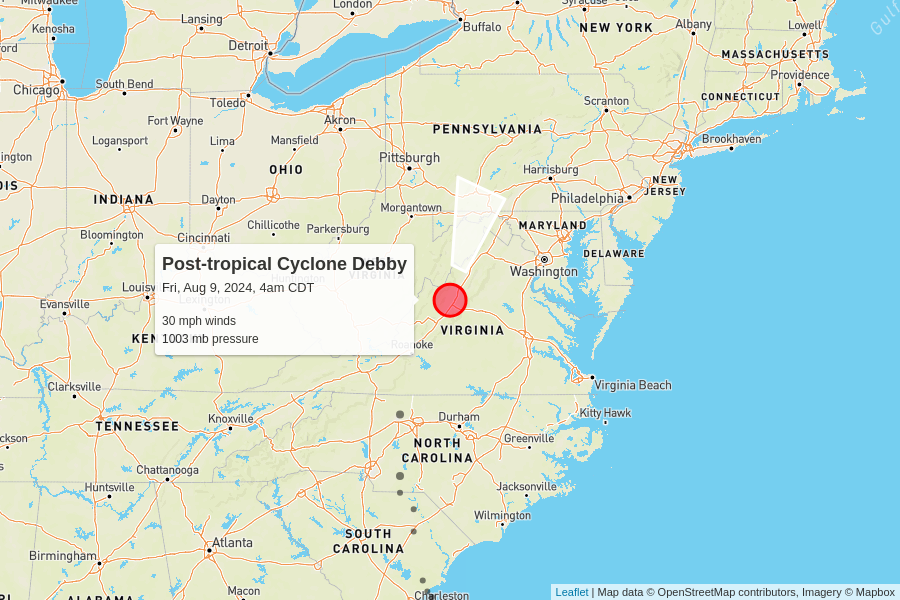 Milwaukee
Lansing
London
Buffalo
Syracuse
NEW YORK
Albany
Lowell
Gulf
Kenosha
Detroit
MASSACHUSETTS
Chicago
South Bend
Toledo
Providence
CONNECTICUT
Scranton
Fort Wayne
Akron
PENNSYLVANIA
Logansport
Lima
Mansfield
Brookhaven
Pittsburgh
OHIO
Harrisburg
NEW
JERSEY
INDIANA
Dayton
Morgantown
Philadelphia
Chillicothe
Parkersburg
MARYLAND
Bloomington
Cincinnati
DELAWARE
Washington
Post-tropical Cyclone Debby
Fri, Aug 9, 2024, 4am CDT
30 mph winds
1003 mb pressure
VIRGINIA
Huntington
Lexington
Evansville
VIRGINIA
Roanoke
Clarksville
Virginia Beach
Knoxville
Durham
Kitty Hawk
TENNESSEE
Greenville
NORTH
CAROLINA
Chattanooga
Huntsville
Jacksonville
Wilmington
SOUTH
CAROLINA
Atlanta
Birmingham
Macon
Charleston
ALABAMA
Leaflet | Map data © OpenStreetMap contributors, Imagery © Mapbox